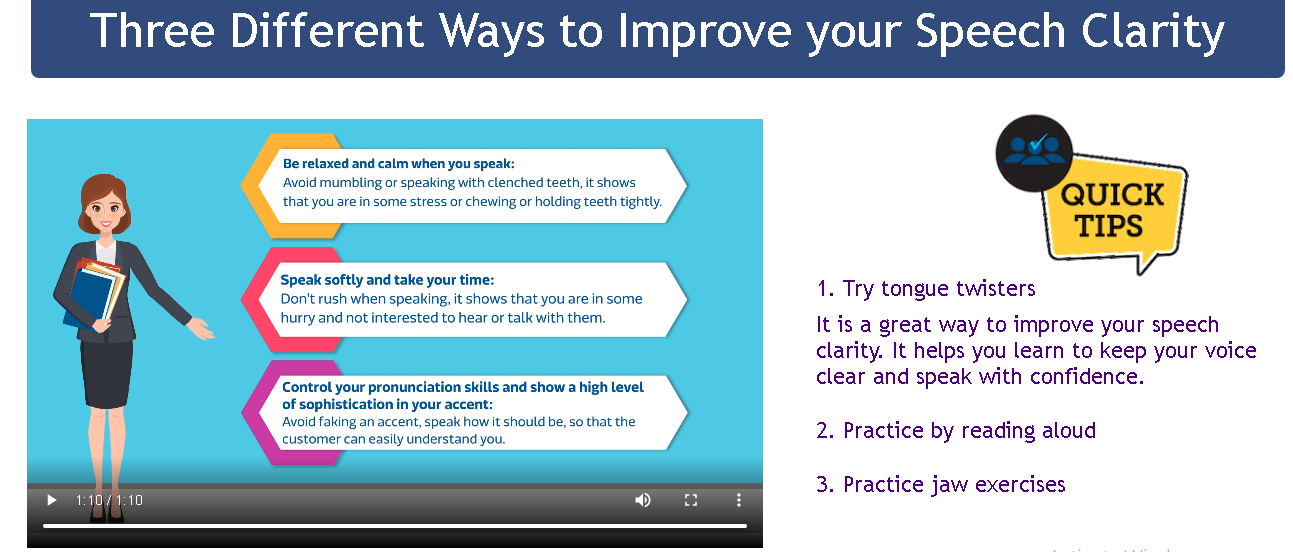 Three Different Ways to Improve your Speech Clarity
Be relaxed and calm when you speak:
Avoid mumbling or speaking with clenched teeth, it shows
that you are in some stress or chewing or holding teeth tightly.
Speak softly and take your time:
Don't rush when speaking, it shows that you are in some
hurry and not interested to hear or talk with them.
Control your pronunciation skills and show a high level
of sophistication in your accent:
Avoid faking an accent, speak how it should be, so that the
customer can easily understand you.
1:10 / 1:10
QUICK
TIPS
1. Try tongue twisters
It is a great way to improve your speech
clarity. It helps you learn to keep your voice
clear and speak with confidence.
2. Practice by reading aloud
3. Practice jaw exercises